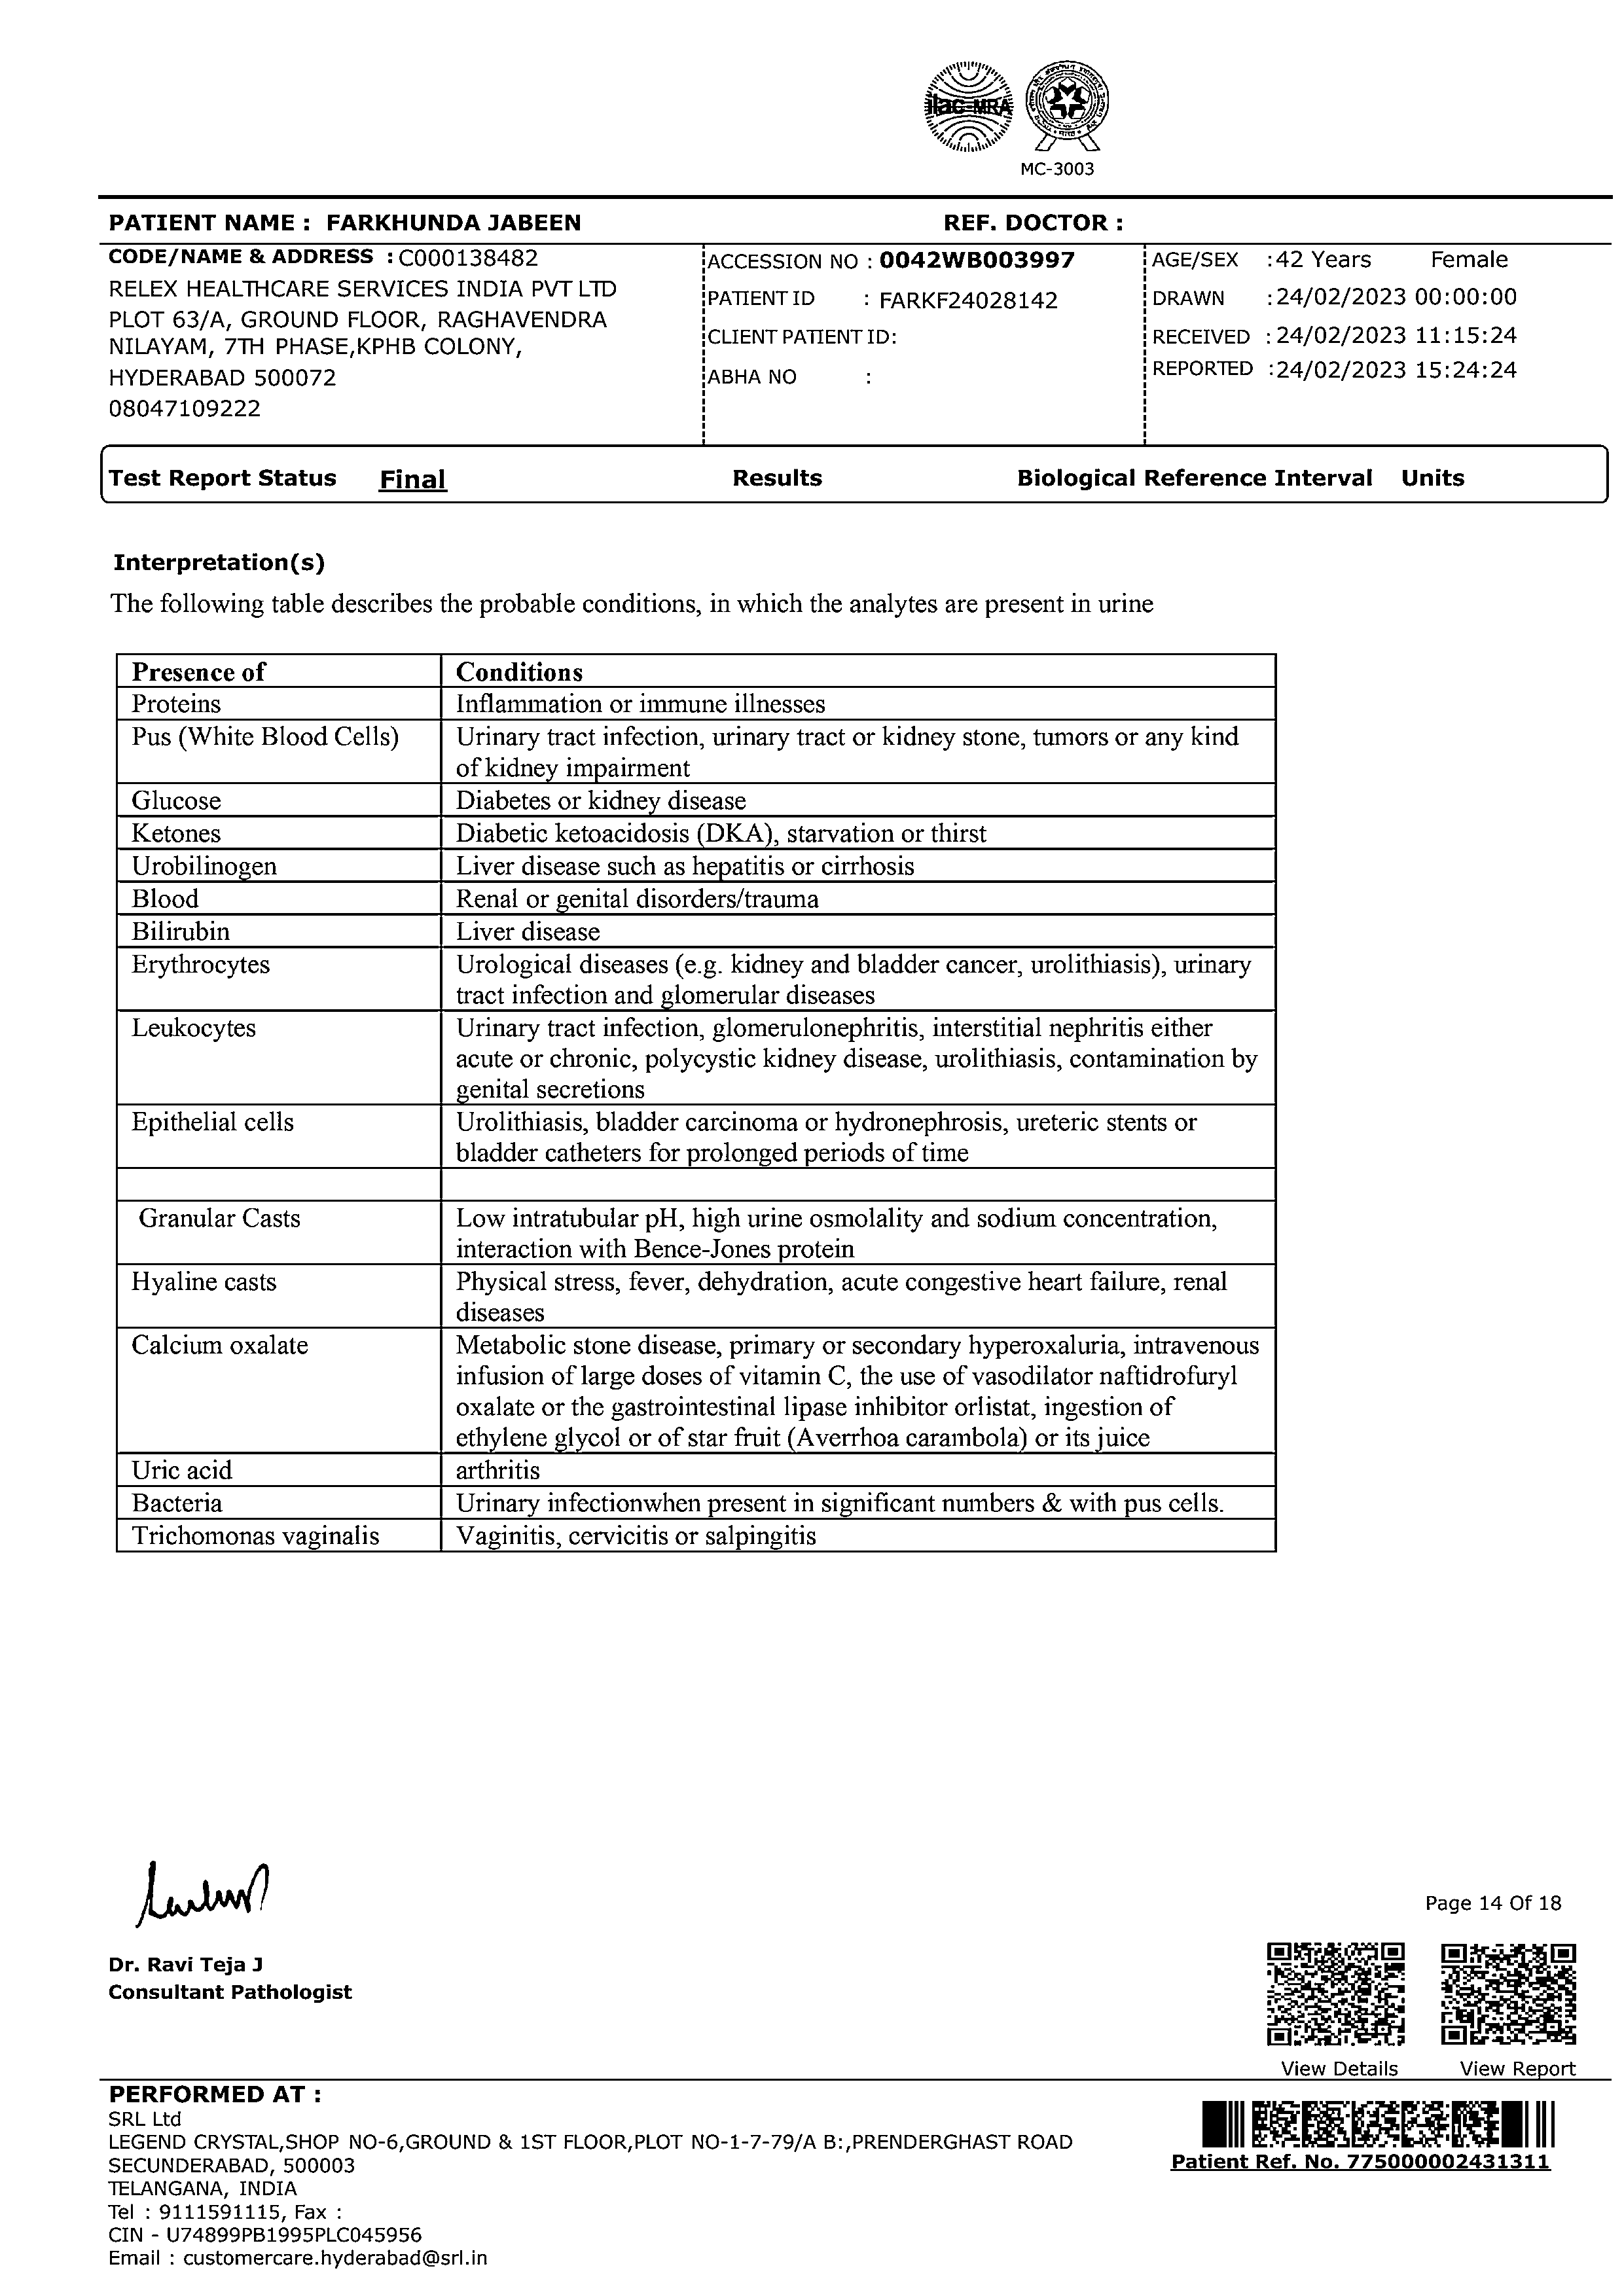 ilac-MRA
MC-3003
PATIENT NAME : FARKHUNDA JABEEN REF. DOCTOR :
CODE/NAME & ADDRESS : C000138482
RELEX HEALTHCARE SERVICES INDIA PVT LTD
PLOT 63/A, GROUND FLOOR, RAGHAVENDRA
NILAYAM, 7TH PHASE,KPHB COLONY,
HYDERABAD 500072
08047109222
ACCESSION NO : 0042WB003997
PATIENT ID : FARKF24028142
CLIENT PATIENT ID:
ABHA NO :
AGE/SEX :42 Years Female
DRAWN :24/02/2023 00:00:00
RECEIVED :24/02/2023 11:15:24
REPORTED :24/02/2023 15:24:24
Test Report Status Final Results Biological Reference Interval Units
Interpretation(s)
The following table describes the probable conditions, in which the analytes are present in urine
Presence of Conditions
Proteins Inflammation or immune illnesses
Pus (White Blood Cells) Urinary tract infection, urinary tract or kidney stone, tumors or any kind
of kidney impairment
Glucose Diabetes or kidney disease
Ketones Diabetic ketoacidosis (DKA), starvation or thirst
Urobilinogen Liver disease such as hepatitis or cirrhosis
Blood Renal or genital disorders/trauma
Bilirubin Liver disease
Erythrocytes Urological diseases (e.g. kidney and bladder cancer, urolithiasis), urinary
tract infection and glomerular diseases
Leukocytes Urinary tract infection, glomerulonephritis, interstitial nephritis either
acute or chronic, polycystic kidney disease, urolithiasis, contamination by
genital secretions
Epithelial cells Urolithiasis, bladder carcinoma or hydronephrosis, ureteric stents or
bladder catheters for prolonged periods of time
Granular Casts Low intratubular pH, high urine osmolality and sodium concentration,
interaction with Bence-Jones protein
Hyaline casts Physical stress, fever, dehydration, acute congestive heart failure, renal
diseases
Calcium oxalate Metabolic stone disease, primary or secondary hyperoxaluria, intravenous
infusion of large doses of vitamin C, the use of vasodilator naftidrofuryl
oxalate or the gastrointestinal lipase inhibitor orlistat, ingestion of
ethylene glycol or of star fruit (Averrhoa carambola) or its juice
Uric acid arthritis
Bacteria Urinary infectionwhen present in significant numbers & with pus cells.
Trichomonas vaginalis Vaginitis, cervicitis or salpingitis
Page 14 Of 18
Dr. Ravi Teja J
Consultant Pathologist
View Details View Report
PERFORMED AT :
SRL Ltd
LEGEND CRYSTAL,SHOP NO-6,GROUND & 1ST FLOOR,PLOT NO-1-7-79/A B:,PRENDERGHAST ROAD
SECUNDERABAD, 500003
TELANGANA, INDIA
Tel : 9111591115, Fax :
CIN - U74899PB1995PLC045956
Email : customercare.hyderabad@srl.in
Patient Ref. No. 775000002431311